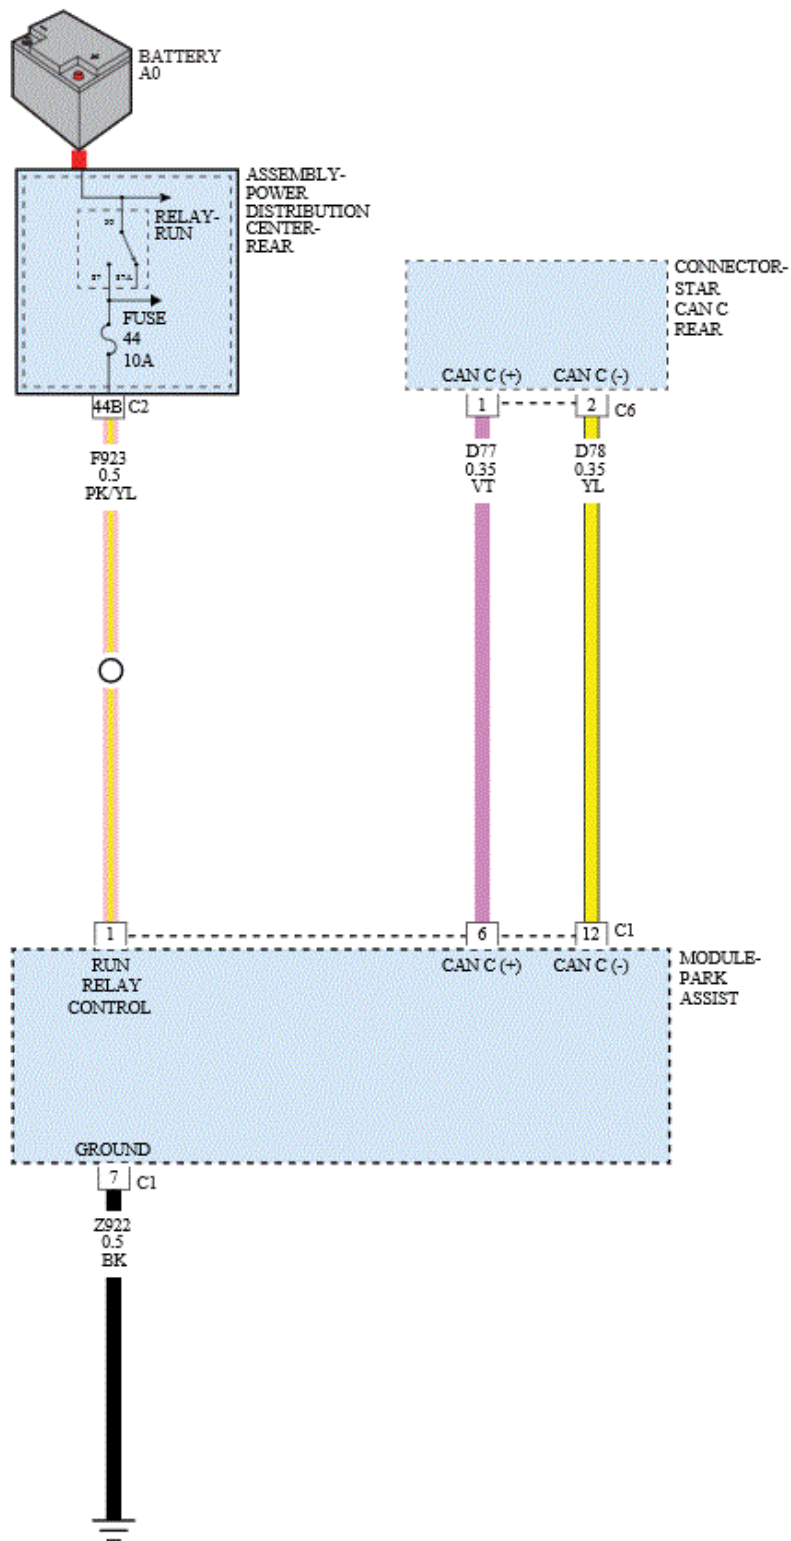 BATTERY
A0
ASSEMBLY-
POWER
DISTRIBUTION
CENTER-
REAR
RELAY-
RUN
87
87A
FUSE
44
10A
44B
C2
F923
0.5
PK/YL
CONNECTOR-
STAR
CAN C
REAR
CAN C (+)
CAN C (-)
1
2
C6
D77
0.35
VT
D78
0.35
YL
1
6
12
C1
RUN
RELAY
CONTROL
CAN C (+)
CAN C (-)
MODULE-
PARK
ASSIST
GROUND
7
C1
Z922
0.5
BK